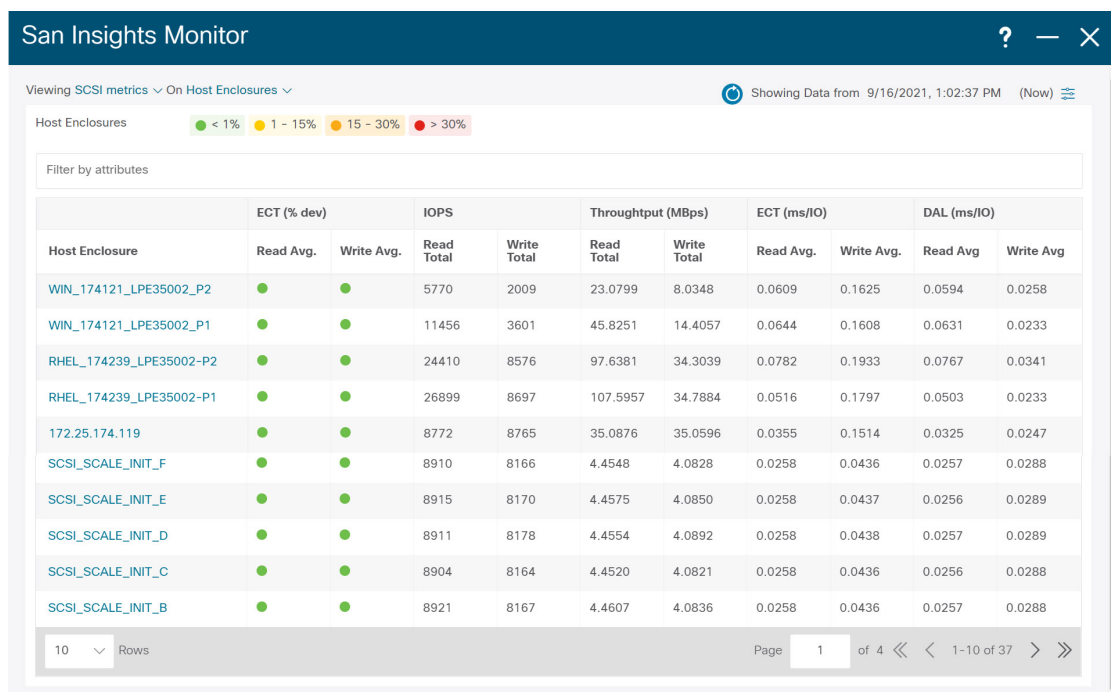 San Insights Monitor ? — ×
Viewing SCSI metrics On Host Enclosures Showing Data from 9/16/2021, 1:02:37 PM (Now)
Host Enclosures < 1% 1 - 15% 15 - 30% > 30%
Filter by attributes
ECT (% dev) IOPS Throughtput (MBps) ECT (ms/IO) DAL (ms/IO)
Host Enclosure Read Avg. Write Avg. Read Total Write Total Read Total Write Total Read Avg. Write Avg. Read Avg Write Avg
WIN_174121_LPE35002_P2 5770 2009 23.0799 8.0348 0.0609 0.1625 0.0594 0.0258
WIN_174121_LPE35002_P1 11456 3601 45.8251 14.4057 0.0644 0.1608 0.0631 0.0233
RHEL_174239_LPE35002-P2 24410 8576 97.6381 34.3039 0.0782 0.1933 0.0767 0.0341
RHEL_174239_LPE35002-P1 26899 8697 107.5957 34.7884 0.0516 0.1797 0.0503 0.0233
172.25.174.119 8772 8765 35.0876 35.0596 0.0355 0.1514 0.0325 0.0247
SCSI_SCALE_INIT_F 8910 8166 4.4548 4.0828 0.0258 0.0436 0.0257 0.0288
SCSI_SCALE_INIT_E 8915 8170 4.4575 4.0850 0.0258 0.0437 0.0256 0.0289
SCSI_SCALE_INIT_D 8911 8178 4.4554 4.0892 0.0258 0.0438 0.0257 0.0289
SCSI_SCALE_INIT_C 8904 8164 4.4520 4.0821 0.0258 0.0436 0.0256 0.0288
SCSI_SCALE_INIT_B 8921 8167 4.4607 4.0836 0.0258 0.0436 0.0257 0.0288
10 Rows Page 1 of 4 1-10 of 37